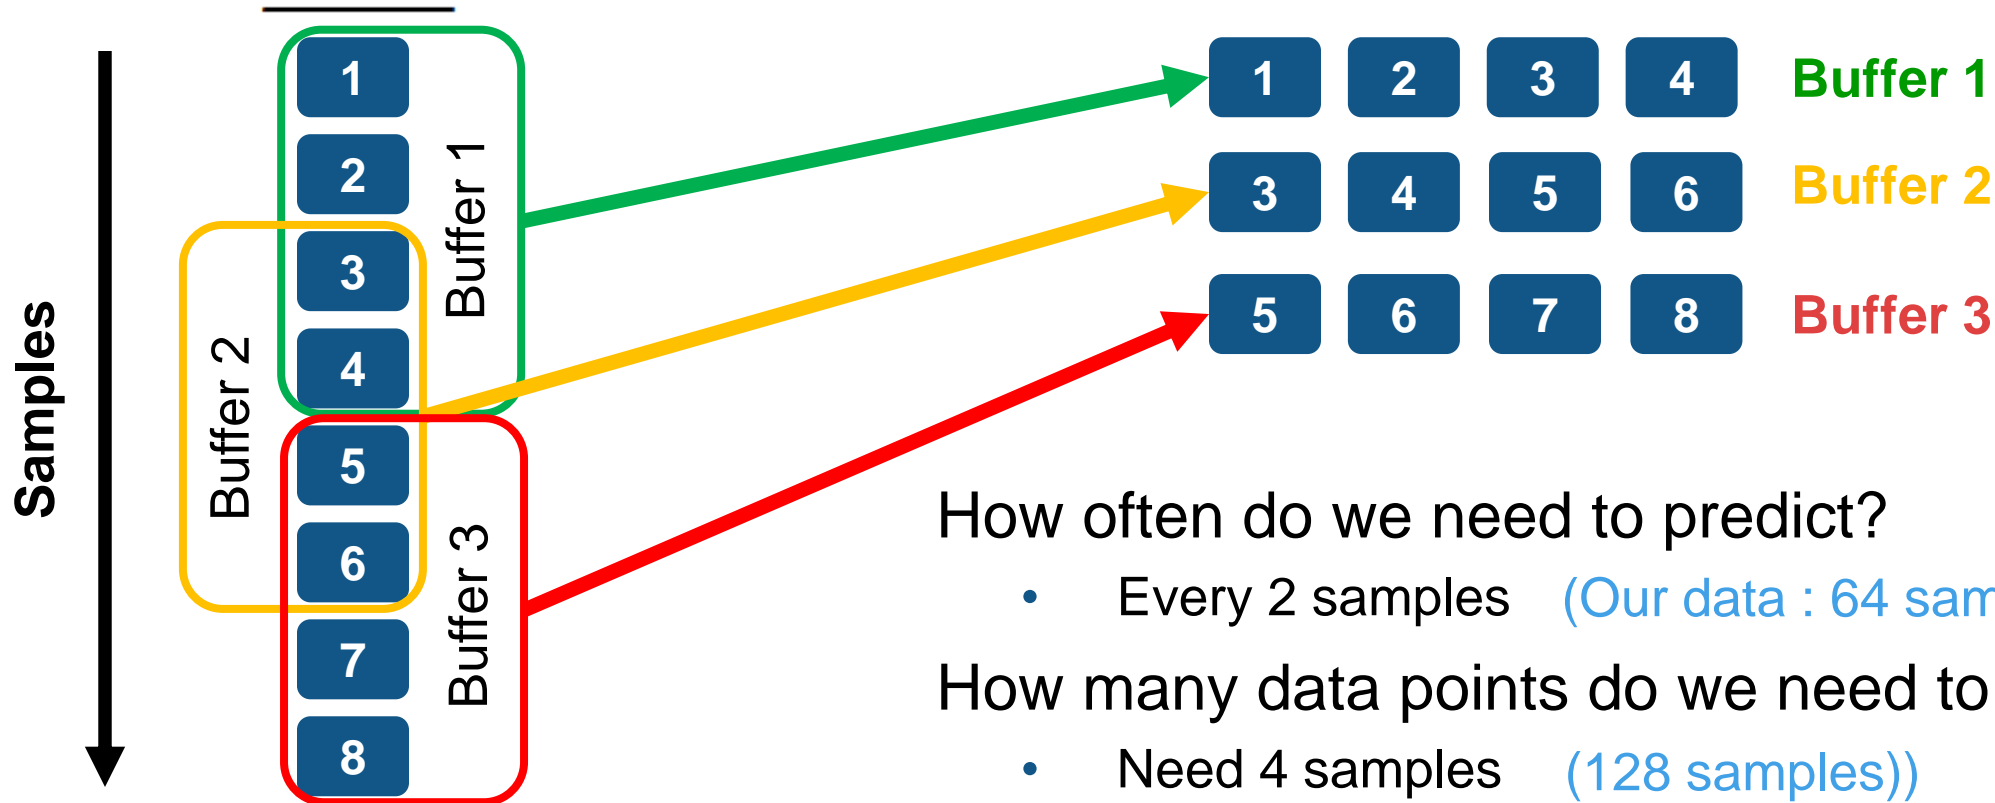 Samples
1
2
3
4
5
6
7
8
Buffer 1
Buffer 2
Buffer 3
1 2 3 4 Buffer 1
3 4 5 6 Buffer 2
5 6 7 8 Buffer 3
How often do we need to predict?
• Every 2 samples (Our data : 64 sam
How many data points do we need to
• Need 4 samples (128 samples))